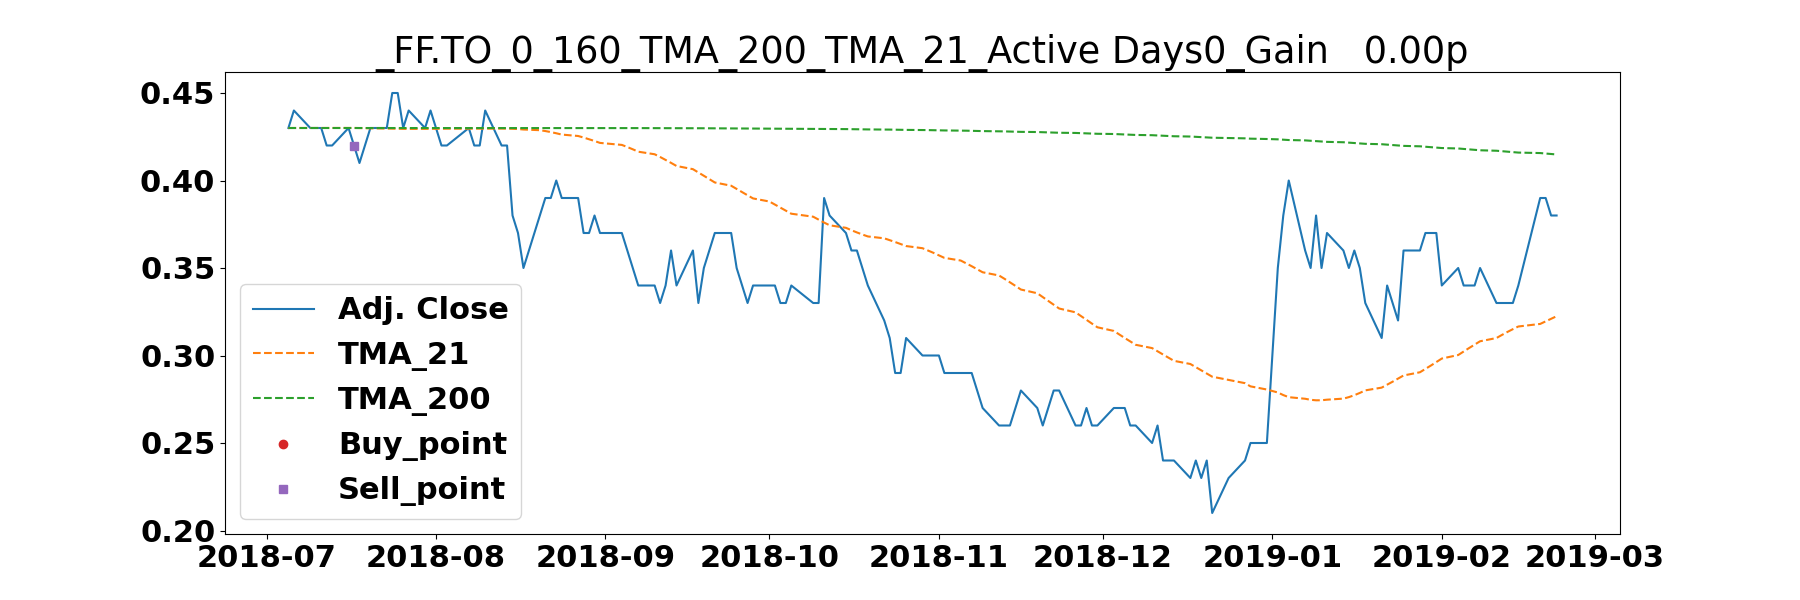 _FF.TO_0_160_TMA_200_TMA_21_Active Days0_Gain   0.00p
0.45
0.40
0.35
0.30
0.25
0.20
Adj. Close
TMA_21
TMA_200
Buy_point
Sell_point
2018-07 2018-08 2018-09 2018-10 2018-11 2018-12 2019-01 2019-02 2019-03